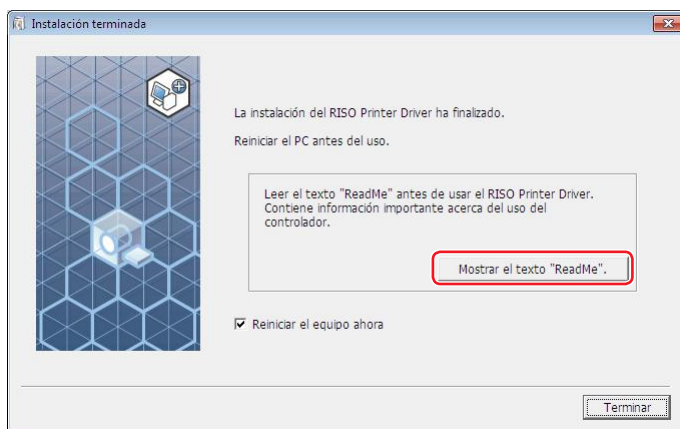 Instalación terminada
La instalación del RISO Printer Driver ha finalizado.
Reiniciar el PC antes del uso.
Leer el texto "ReadMe" antes de usar el RISO Printer Driver.
Contiene información importante acerca del uso del
controlador.
Mostrar el texto "ReadMe".
Reiniciar el equipo ahora
Terminar